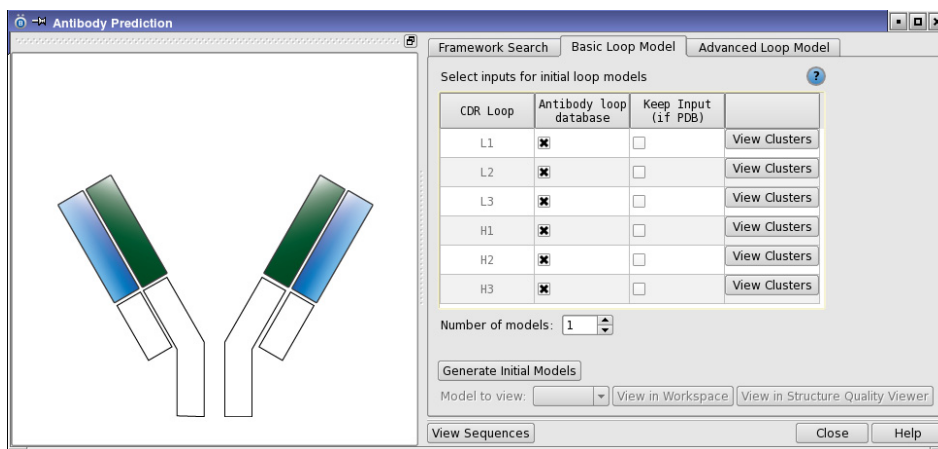 Antibody Prediction
Framework Search Basic Loop Model Advanced Loop Model
Select inputs for initial loop models ?
CDR Loop Antibody loop database Keep Input (if PDB)
L1 View Clusters
L2 View Clusters
L3 View Clusters
H1 View Clusters
H2 View Clusters
H3 View Clusters
Number of models: 1
Generate Initial Models
Model to view: View in Workspace View in Structure Quality Viewer
View Sequences Close Help